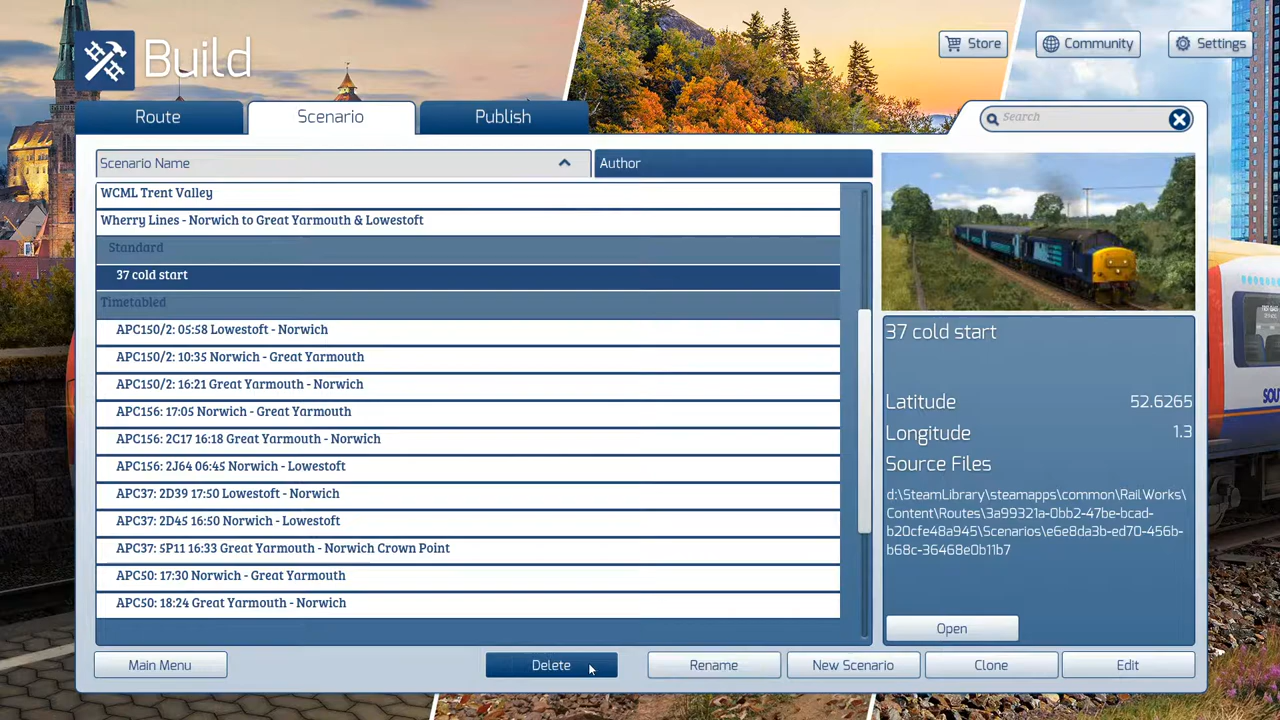 Build
Store
Community
Settings
Route
Scenario
Publish
Search
Scenario Name
Author
WCML Trent Valley
Wherry Lines - Norwich to Great Yarmouth & Lowestoft
Standard
37 cold start
Timetabled
APC150/2: 05:58 Lowestoft - Norwich
APC150/2: 10:35 Norwich - Great Yarmouth
APC150/2: 16:21 Great Yarmouth - Norwich
APC156: 17:05 Norwich - Great Yarmouth
APC156: 2C17 16:18 Great Yarmouth - Norwich
APC156: 2J64 06:45 Norwich - Lowestoft
APC37: 2D39 17:50 Lowestoft - Norwich
APC37: 2D45 16:50 Norwich - Lowestoft
APC37: 5P11 16:33 Great Yarmouth - Norwich Crown Point
APC50: 17:30 Norwich - Great Yarmouth
APC50: 18:24 Great Yarmouth - Norwich
37 cold start
Latitude 52.6265
Longitude 1.3
Source Files
d:\SteamLibrary\steamapps\common\RailWorks\
Content\Routes\3a99321a-0bb2-47be-bcad-
b20cfe48a945\Scenarios\e6e8da3b-ed70-456b-
b68c-36468e0b11b7
Open
Main Menu
Delete
Rename
New Scenario
Clone
Edit